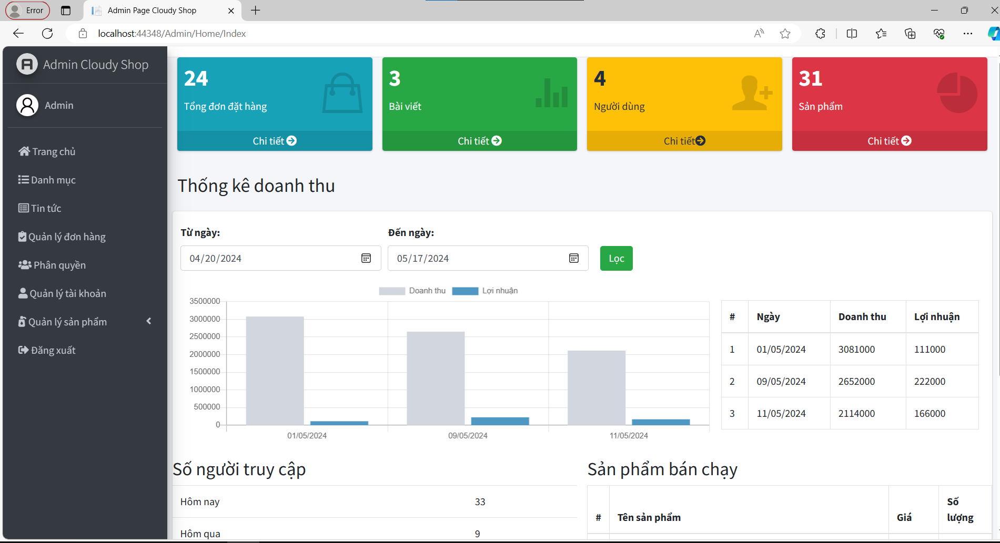 Error
Admin Page Cloudy Shop
localhost:44348/Admin/Home/Index
Admin Cloudy Shop
Admin
Trang chủ
Danh mục
Tin tức
Quản lý đơn hàng
Phân quyền
Quản lý tài khoản
Quản lý sản phẩm
Đăng xuất
24
Tổng đơn đặt hàng
Chi tiết
3
Bài viết
Chi tiết
4
Người dùng
Chi tiết
31
Sản phẩm
Chi tiết
Thống kê doanh thu
Từ ngày: Đến ngày:
04/20/2024 05/17/2024 Lọc
Doanh thu Lợi nhuận
3500000
3000000
2500000
2000000
1500000
1000000
500000
0
01/05/2024 09/05/2024 11/05/2024
# Ngày Doanh thu Lợi nhuận
1 01/05/2024 3081000 111000
2 09/05/2024 2652000 222000
3 11/05/2024 2114000 166000
Số người truy cập
Hôm nay 33
Hôm qua 9
Sản phẩm bán chạy
# Tên sản phẩm Giá Số lượng